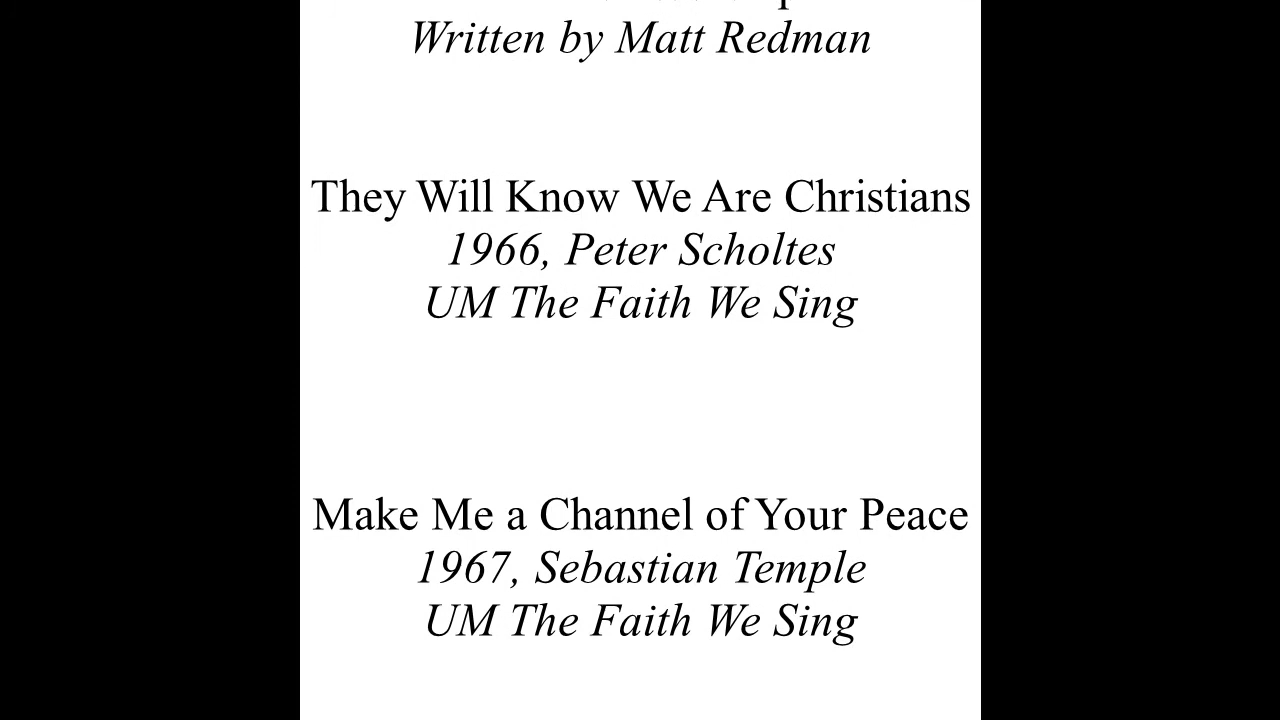 Written by Matt Redman
They Will Know We Are Christians
1966, Peter Scholtes
UM The Faith We Sing
Make Me a Channel of Your Peace
1967, Sebastian Temple
UM The Faith We Sing